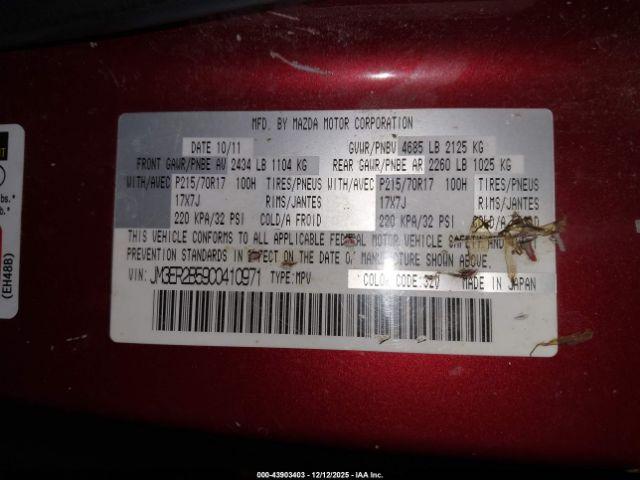 MFD. BY MAZDA MOTOR CORPORATION
DATE 10/11 GVWR/PNBV 4685 LB 2125 KG
FRONT GAWR/PNBE AV 2434 LB 1104 KG REAR GAWR/PNBE AR 2260 LB 1025 KG
WITH/AVEC P215/70R17 100H TIRES/PNEUS WITH/AVEC P215/70R17 100H TIRES/PNEUS
17X7J RIMS/JANTES 17X7J RIMS/JANTES
220 KPA/32 PSI COLD/A FROID 220 KPA/32 PSI COLD/A FROID
THIS VEHICLE CONFORMS TO ALL APPLICABLE FEDERAL MOTOR VEHICLE SAFETY AND
PREVENTION STANDARDS IN EFFECT ON THE DATE OF MANUFACTURE SHOWN ABOVE.
VIN: JM3ER2B59C0410971 TYPE:MPV COLOR CODE:32V MADE IN JAPAN
lbs.*
(EH48B)
000-43903403 - 12/12/2025 - © IAA Inc.